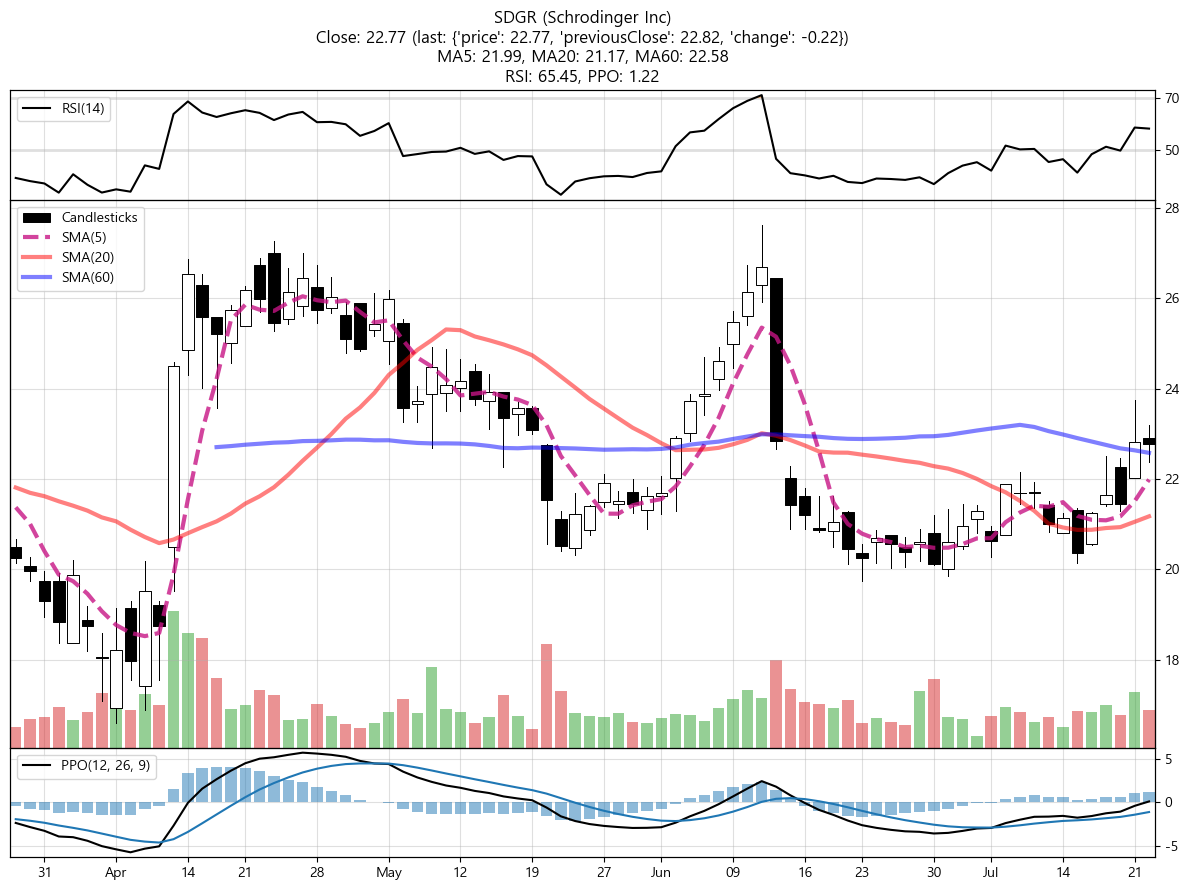 SDGR (Schrodinger Inc)
Close: 22.77 (last: {'price': 22.77, 'previousClose': 22.82, 'change': -0.22})
MA5: 21.99, MA20: 21.17, MA60: 22.58
RSI: 65.45, PPO: 1.22
RSI(14)
70
50
Candlesticks
SMA(5)
SMA(20)
SMA(60)
28
26
24
22
20
18
PPO(12, 26, 9)
5
0
-5
31 Apr 14 21 28 May 12 19 27 Jun 09 16 23 30 Jul 14 21